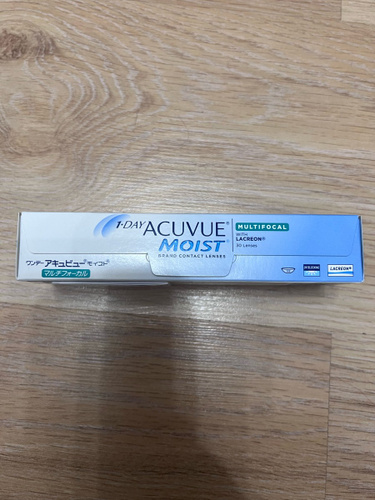 1-DAY ACUVUE®
MOIST®
BRAND CONTACT LENSES
MULTIFOCAL
WITH
LACREON®
30 LENSES
ワンデー アキュビュー® モイスト®
マルチフォーカル
LACREON®